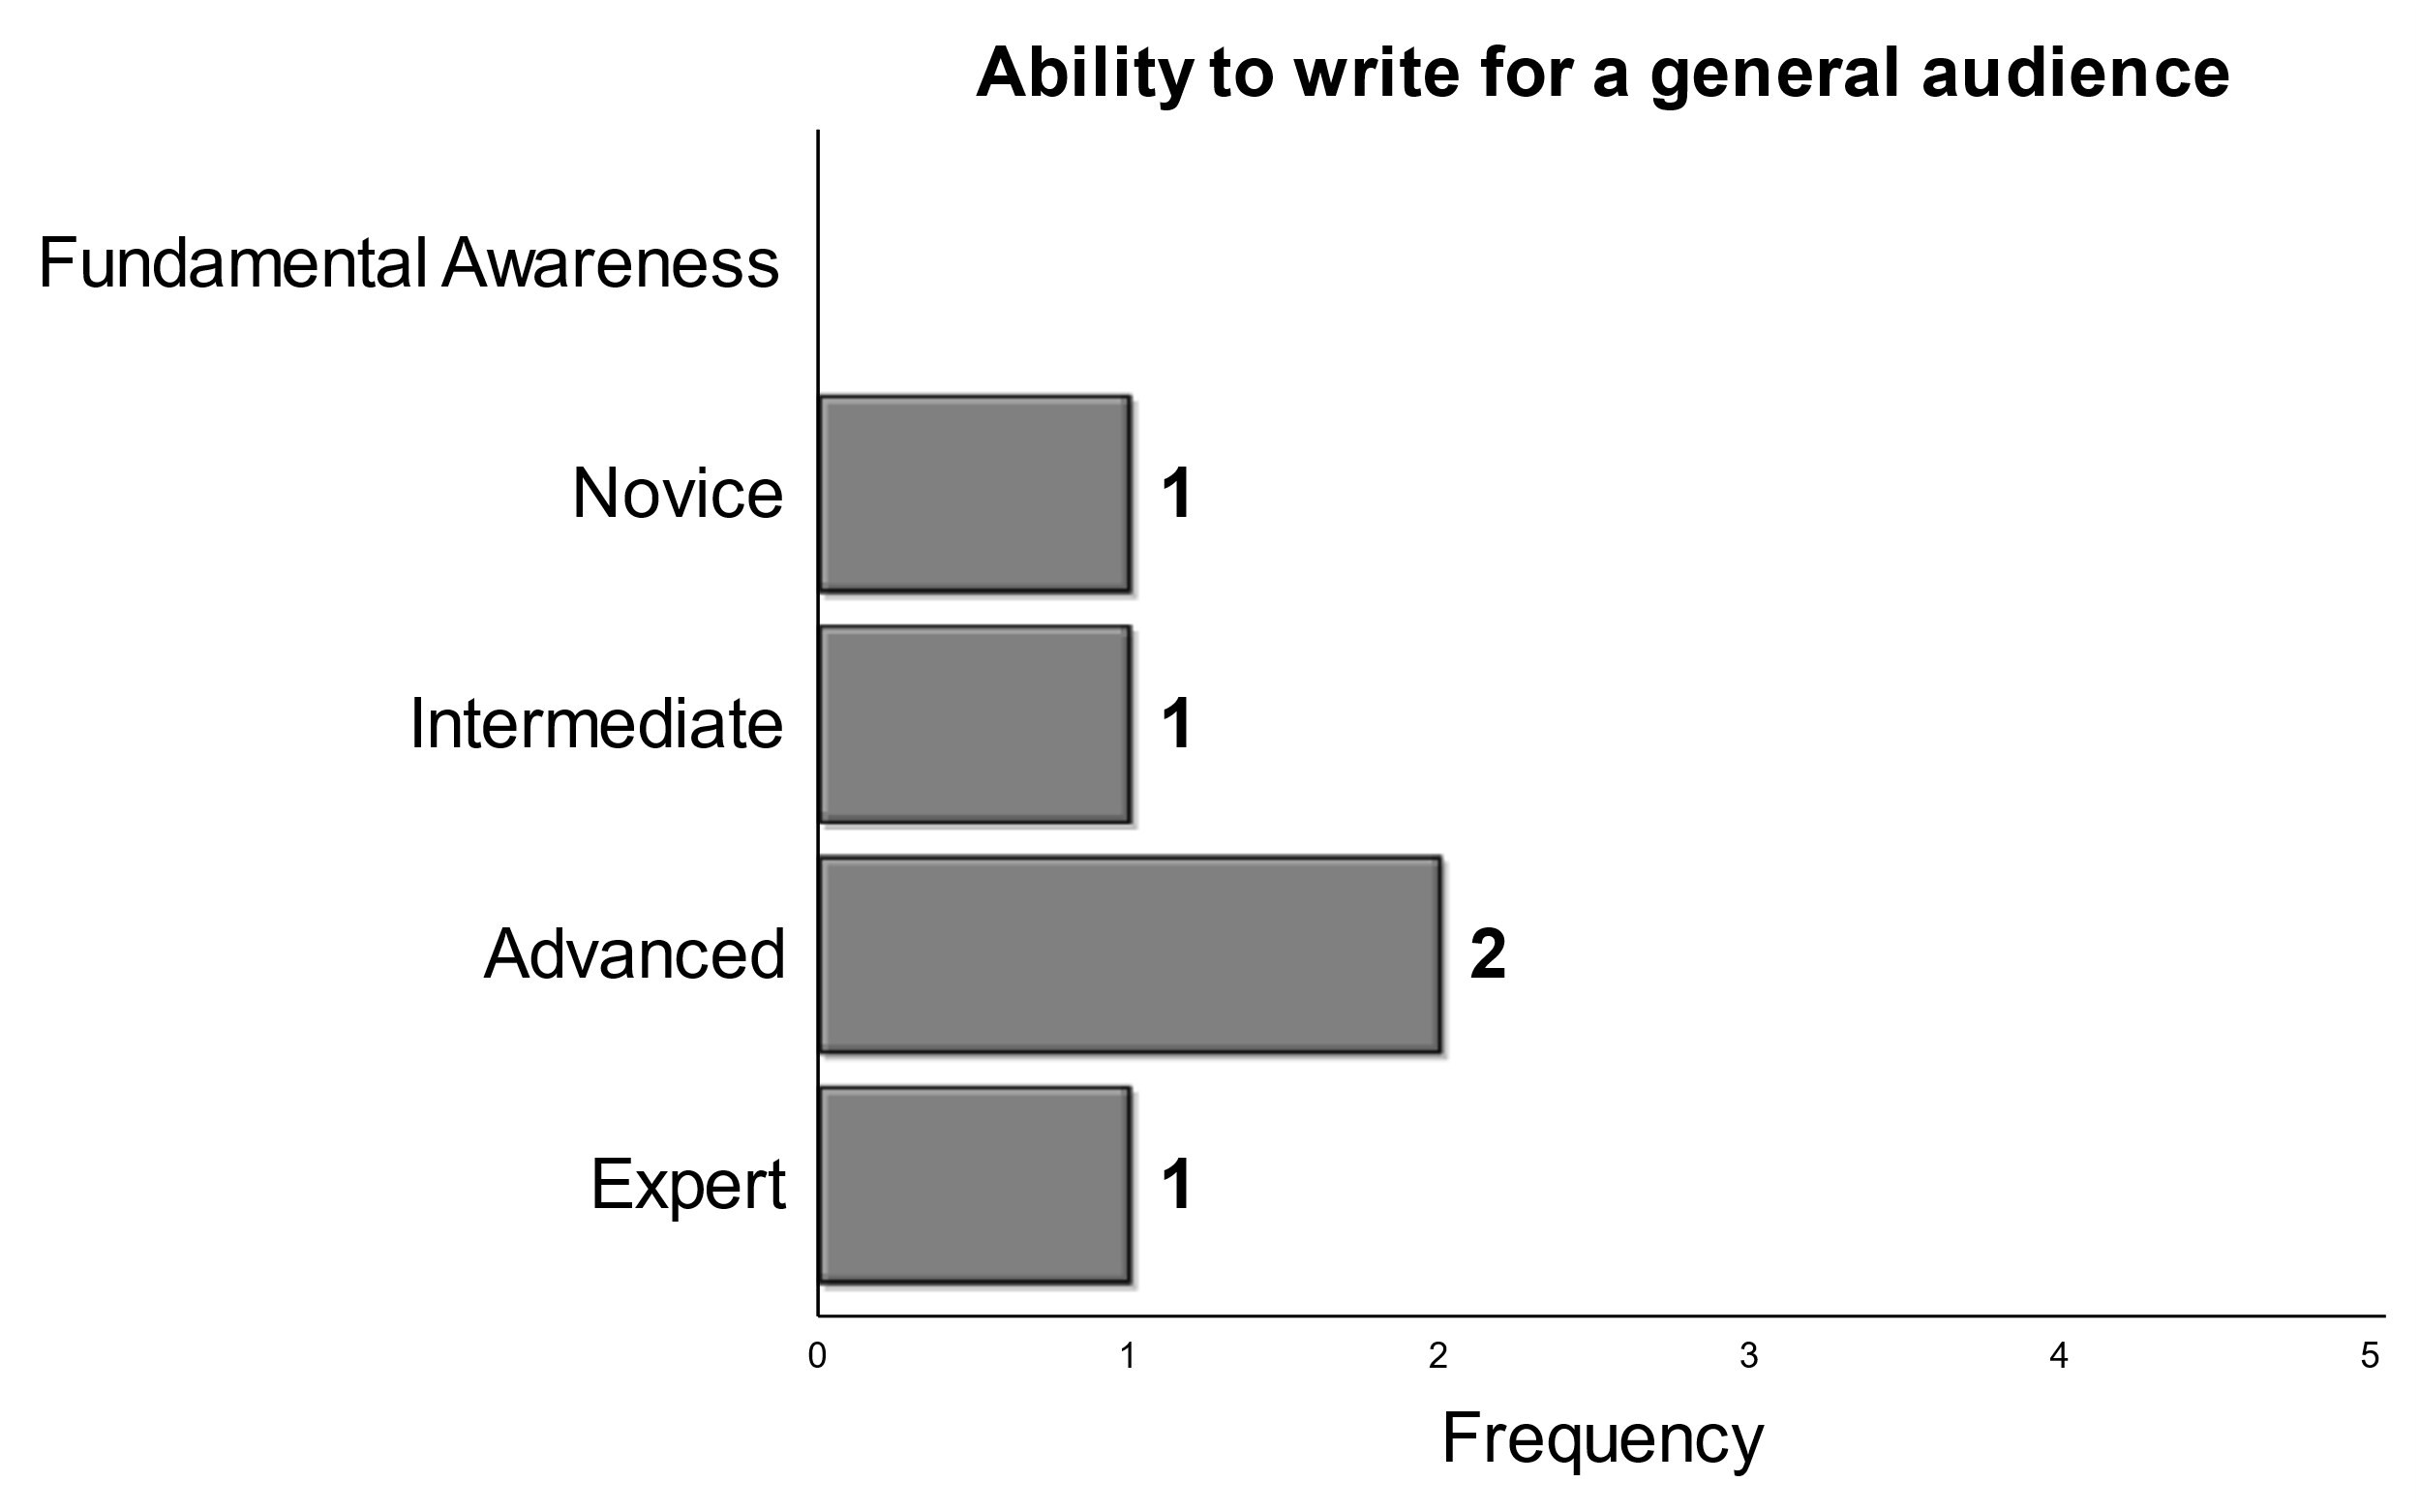 Ability to write for a general audience
Fundamental Awareness
Novice 1
Intermediate 1
Advanced 2
Expert 1
0 1 2 3 4 5
Frequency